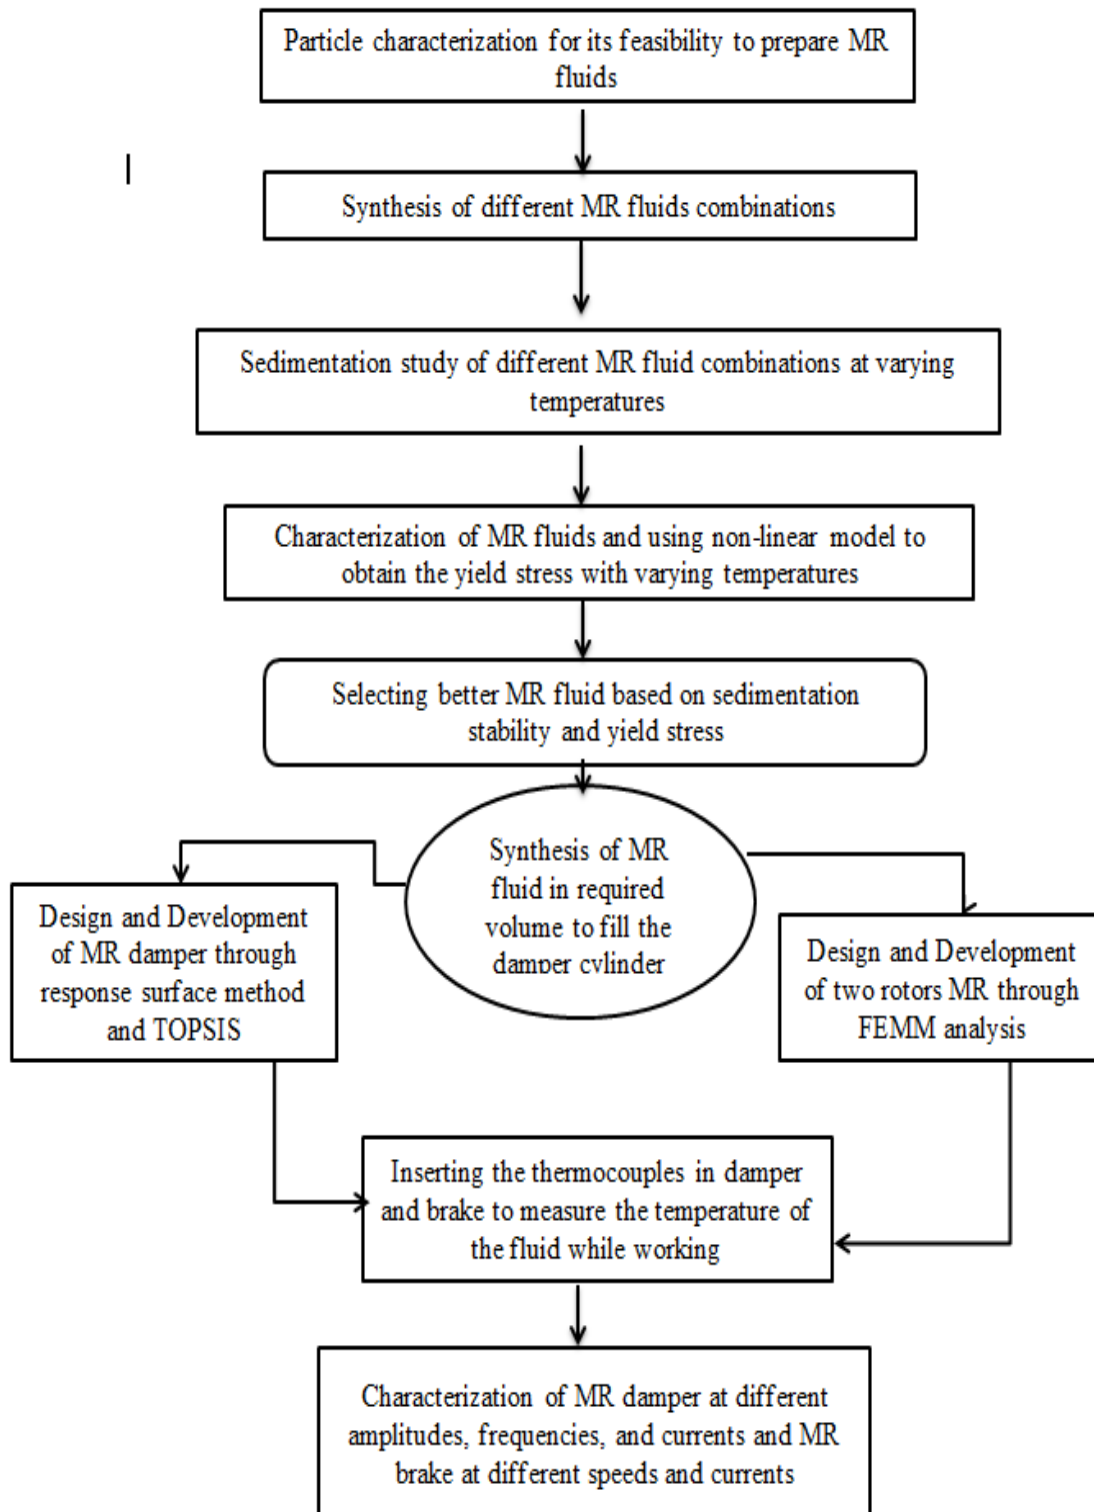 Particle characterization for its feasibility to prepare MR
fluids
Synthesis of different MR fluids combinations
Sedimentation study of different MR fluid combinations at varying
temperatures
Characterization of MR fluids and using non-linear model to
obtain the yield stress with varying temperatures
Selecting better MR fluid based on sedimentation
stability and yield stress
Synthesis of MR
fluid in required
volume to fill the
damper cylinder
Design and Development
of MR damper through
response surface method
and TOPSIS
Design and Development
of two rotors MR through
FEMM analysis
Inserting the thermocouples in damper
and brake to measure the temperature of
the fluid while working
Characterization of MR damper at different
amplitudes, frequencies, and currents and MR
brake at different speeds and currents